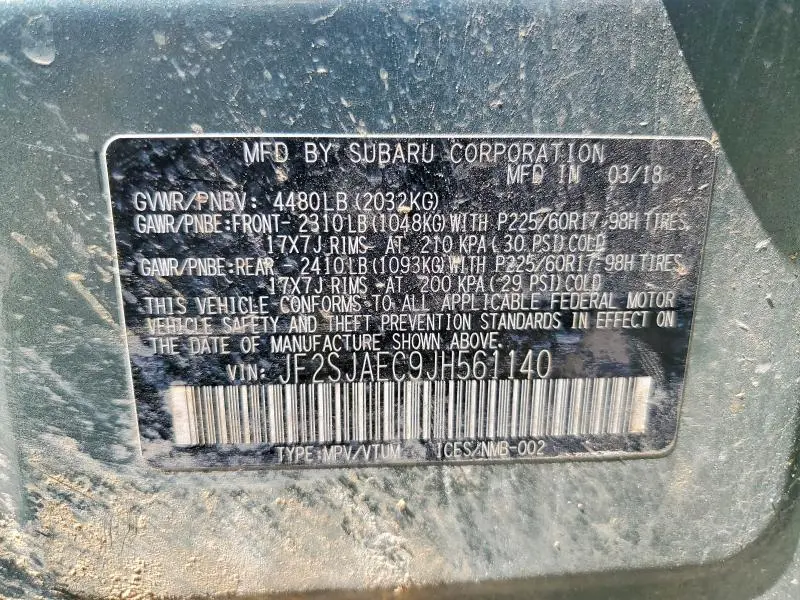 MFD BY SUBARU CORPORATION
MFD IN 03/18
GVWR/PNBV: 4480LB(2032KG)
GAWR/PNBE:FRONT- 2310LB(1048KG)WITH P225/60R17 98H TIRES,
17X7J RIMS AT 210 KPA(30 PSI)COLD
GAWR/PNBE:REAR - 2410LB(1093KG)WITH P225/60R17 98H TIRES,
17X7J RIMS AT 200 KPA(29 PSI)COLD
THIS VEHICLE CONFORMS TO ALL APPLICABLE FEDERAL MOTOR
VEHICLE SAFETY AND THEFT PREVENTION STANDARDS IN EFFECT ON
THE DATE OF MANUFACTURE SHOWN ABOVE.
VIN: JF2SJAEC9JH561140
TYPE:MPV/VTUM ICES/NMB-002